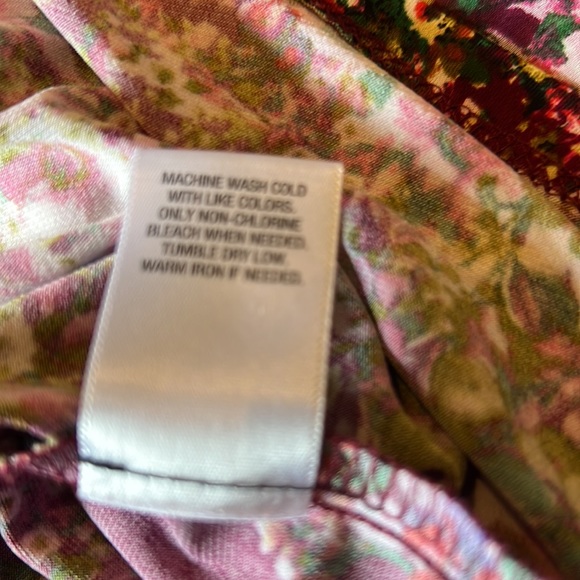 MACHINE WASH COLD
WITH LIKE COLORS.
ONLY NON-CHLORINE
BLEACH WHEN NEEDED.
TUMBLE DRY LOW.
WARM IRON IF NEEDED.